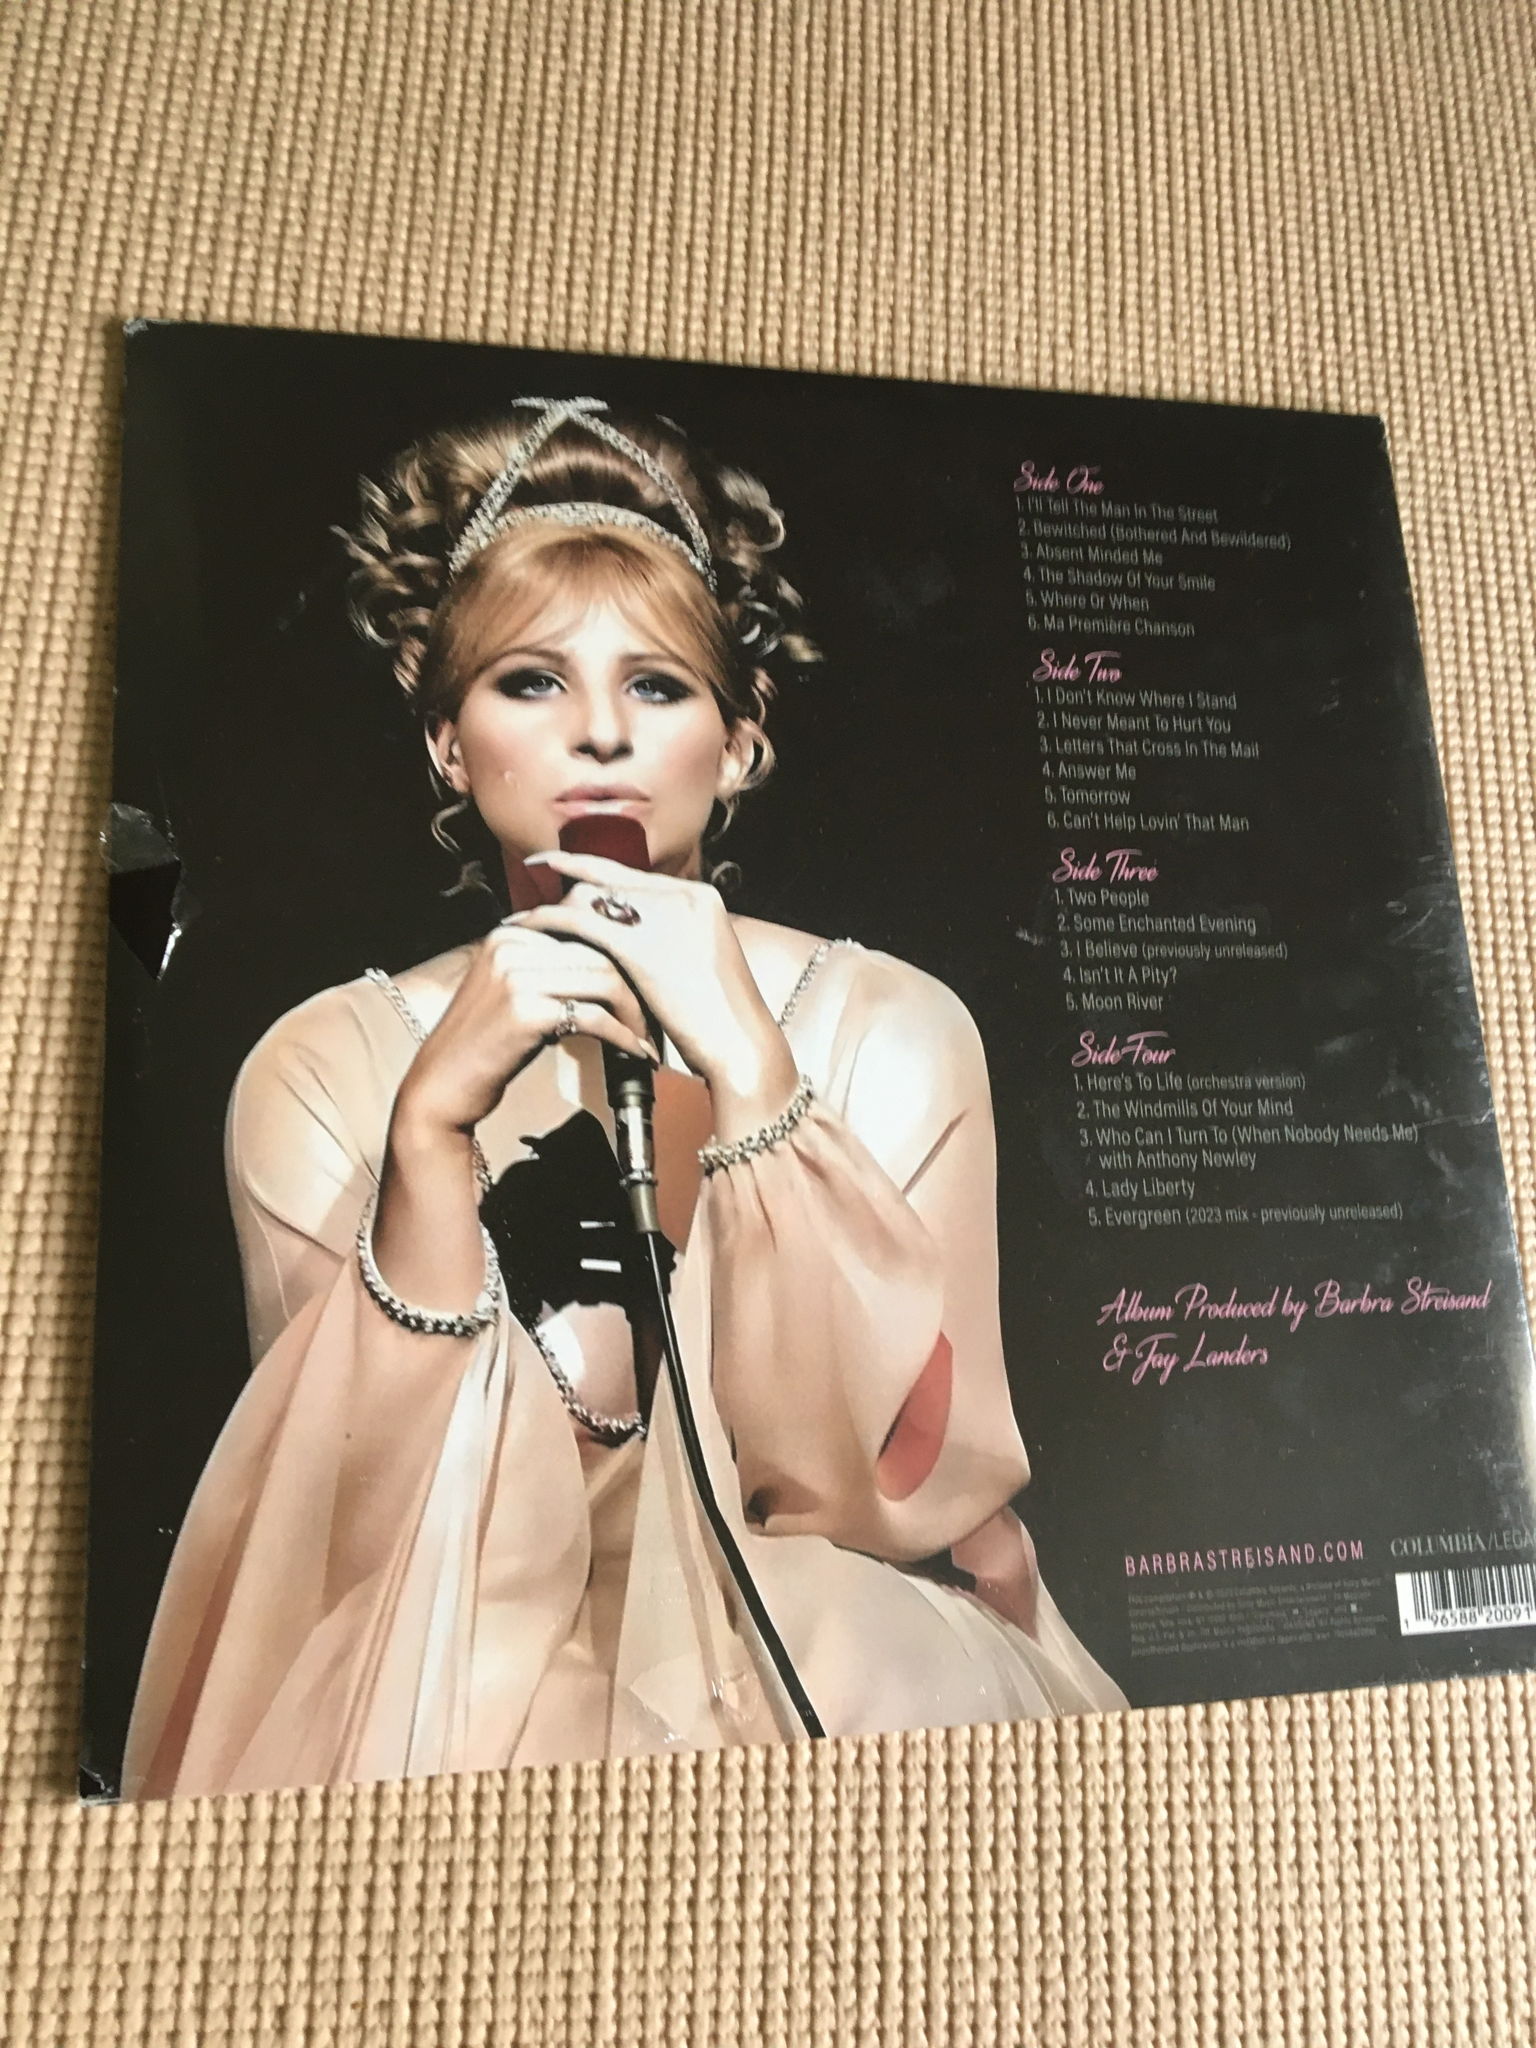 Side One
1. I'll Tell The Man In The Street
2. Bewitched (Bothered And Bewildered)
3. Absent Minded Me
4. The Shadow Of Your Smile
5. Where Or When
6. Ma Première Chanson
Side Two
1. I Don't Know Where I Stand
2. I Never Meant To Hurt You
3. Letters That Cross In The Mail
4. Answer Me
5. Tomorrow
6. Can't Help Lovin' That Man
Side Three
1. Two People
2. Some Enchanted Evening
3. I Believe (previously unreleased)
4. Isn't It A Pity?
5. Moon River
Side Four
1. Here's To Life (orchestra version)
2. The Windmills Of Your Mind
3. Who Can I Turn To (When Nobody Needs Me)
with Anthony Newley
4. Lady Liberty
5. Evergreen (2023 mix - previously unreleased)
Album Produced by Barbra Streisand
& Jay Landers
BARBRASTREISAND.COM
COLUMBIA/LEGA
1 96588 20091